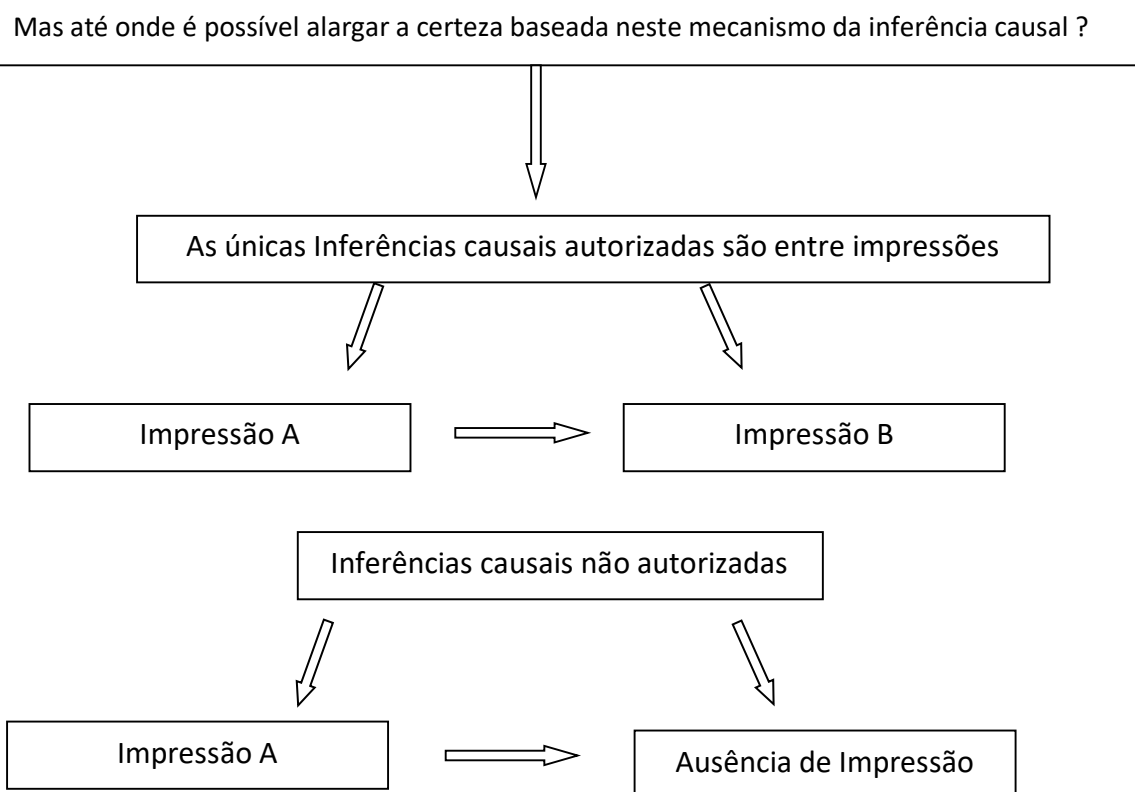 Mas até onde é possível alargar a certeza baseada neste mecanismo da inferência causal ?
As únicas Inferências causais autorizadas são entre impressões
Impressão A
Impressão B
Inferências causais não autorizadas
Impressão A
Ausência de Impressão